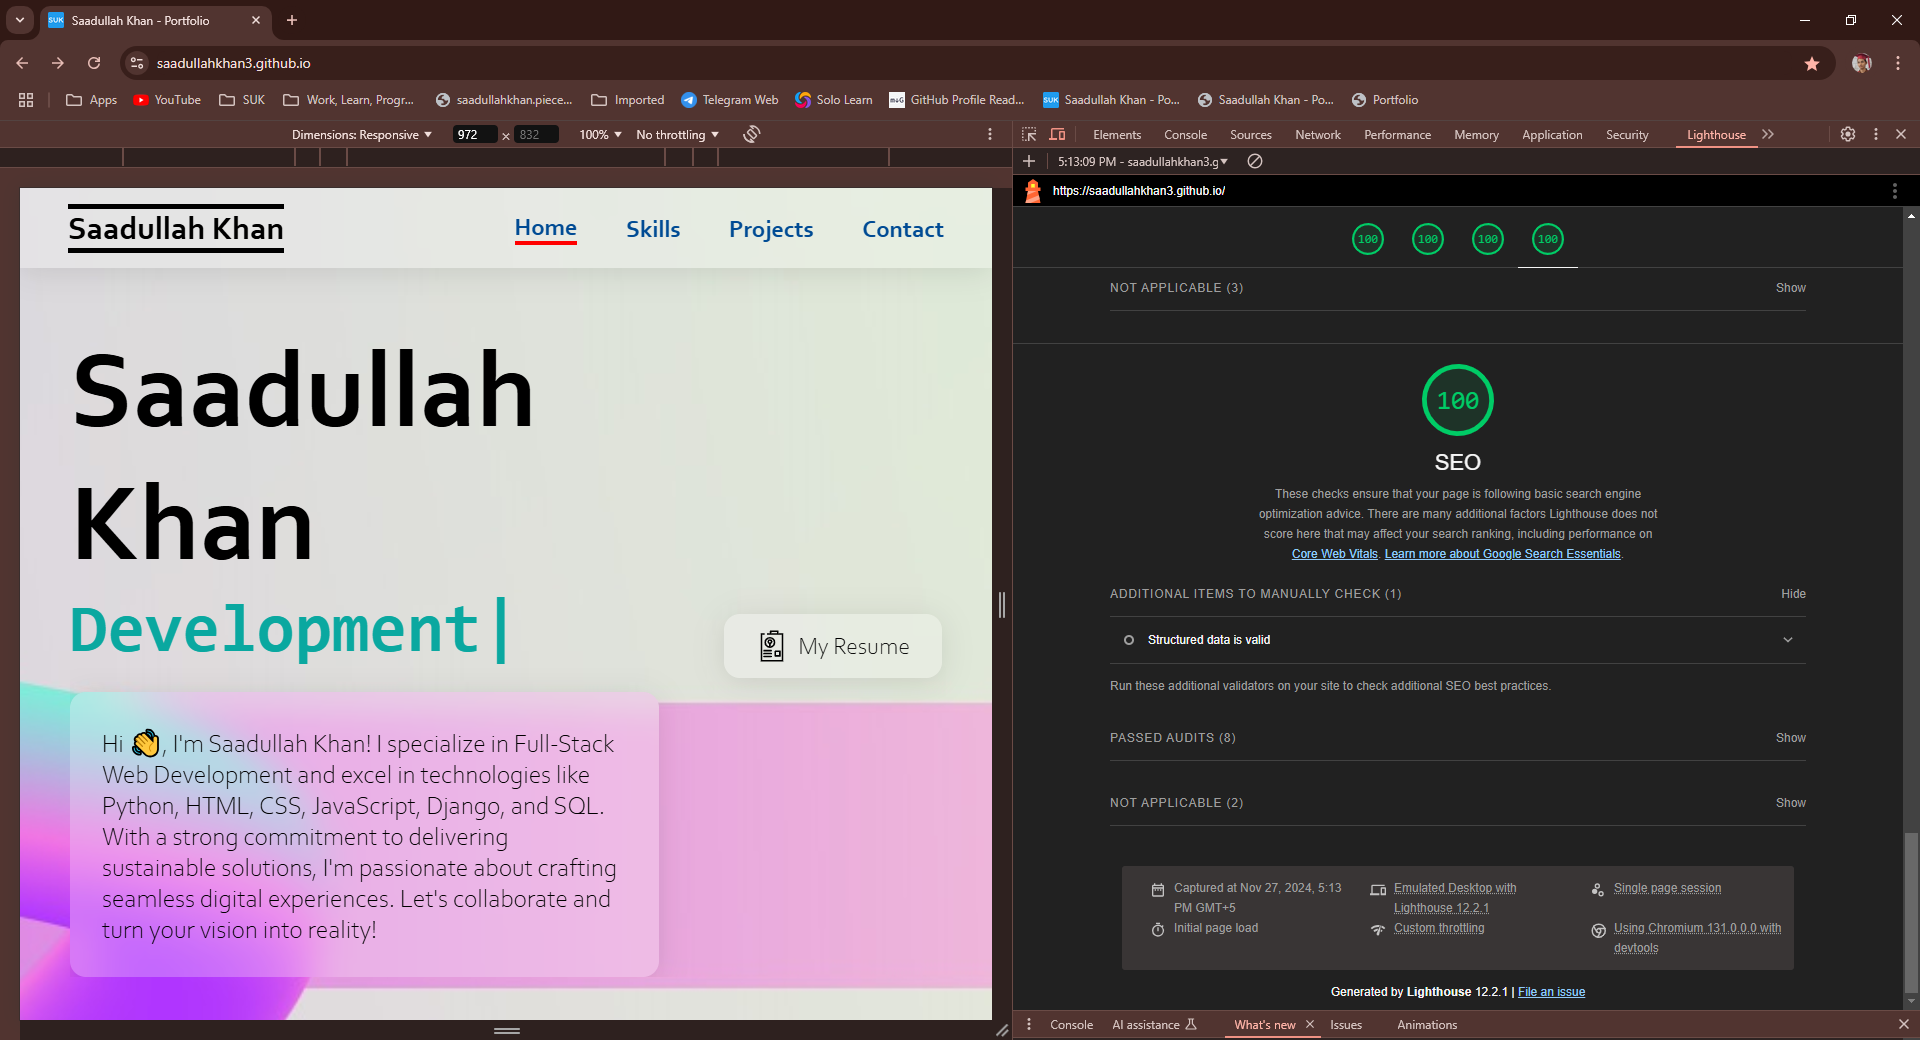 SUK Saadullah Khan - Portfolio
saadullahkhan3.github.io
Apps YouTube SUK Work, Learn, Progr... saadullahkhan.piece... Imported Telegram Web Solo Learn GitHub Profile Read... SUK Saadullah Khan - Po... Saadullah Khan - Po... Portfolio
Dimensions: Responsive 972 x 832 100% No throttling
Saadullah Khan
Home Skills Projects Contact
Saadullah
Khan
Development|
My Resume
Hi 👋, I'm Saadullah Khan! I specialize in Full-Stack
Web Development and excel in technologies like
Python, HTML, CSS, JavaScript, Django, and SQL.
With a strong commitment to delivering
sustainable solutions, I'm passionate about crafting
seamless digital experiences. Let's collaborate and
turn your vision into reality!
Elements Console Sources Network Performance Memory Application Security Lighthouse
5:13:09 PM - saadullahkhan3.g
https://saadullahkhan3.github.io/
100 100 100 100
NOT APPLICABLE (3) Show
100
SEO
These checks ensure that your page is following basic search engine
optimization advice. There are many additional factors Lighthouse does not
score here that may affect your search ranking, including performance on
Core Web Vitals. Learn more about Google Search Essentials.
ADDITIONAL ITEMS TO MANUALLY CHECK (1) Hide
Structured data is valid
Run these additional validators on your site to check additional SEO best practices.
PASSED AUDITS (8) Show
NOT APPLICABLE (2) Show
Captured at Nov 27, 2024, 5:13
PM GMT+5
Emulated Desktop with
Lighthouse 12.2.1
Single page session
Initial page load
Custom throttling
Using Chromium 131.0.0.0 with
devtools
Generated by Lighthouse 12.2.1 | File an issue
Console AI assistance What's new Issues Animations